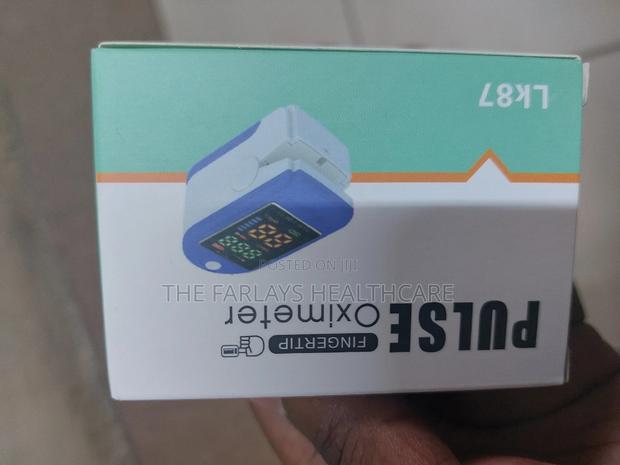 Lk87
POSTED ON Jiji
THE FARLAYS HEALTHCARE
PULSE
FINGERTIP
Oximeter